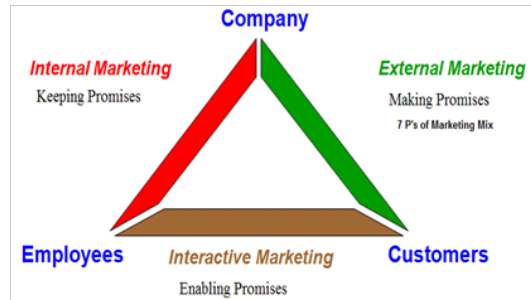 Company
Internal Marketing
Keeping Promises
External Marketing
Making Promises
7 P's of Marketing Mix
Employees
Interactive Marketing
Enabling Promises
Customers